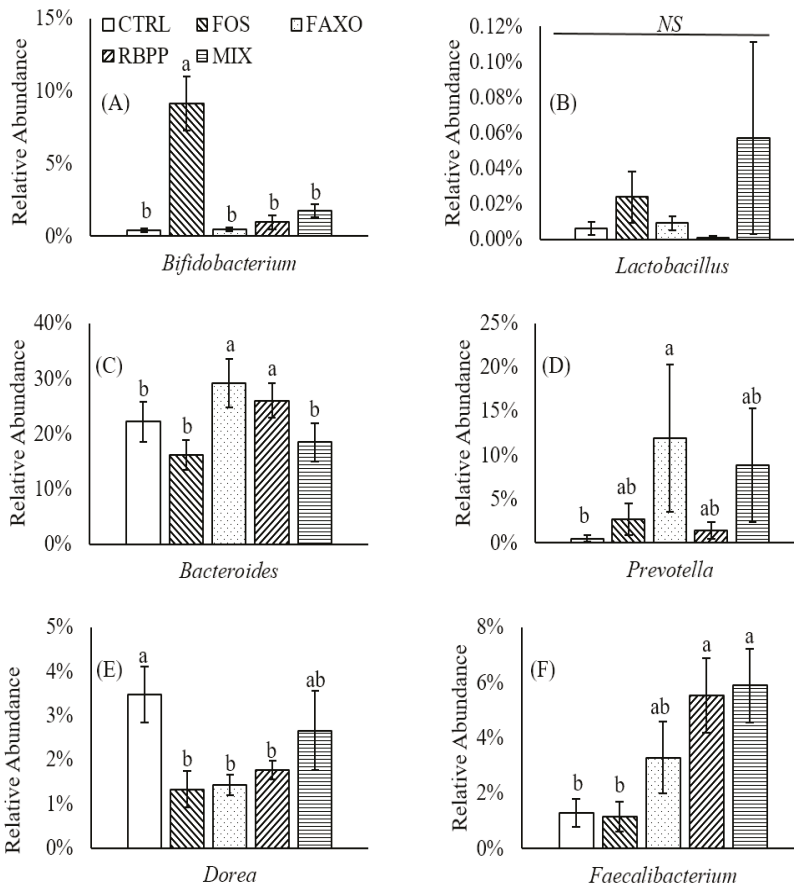 CTRL FOS FAXO
RBPP MIX
15%
10%
5%
0%
Relative Abundance
(A)
b
a
b
b
b
Bifidobacterium
0.12%
0.10%
0.08%
0.06%
0.04%
0.02%
0.00%
Relative Abundance
(B)
NS
Lactobacillus
40%
30%
20%
10%
0%
Relative Abundance
(C)
b
b
a
a
b
Bacteroides
25%
20%
15%
10%
5%
0%
Relative Abundance
(D)
b
ab
a
ab
ab
Prevotella
5%
4%
3%
2%
1%
0%
Relative Abundance
(E)
a
b
b
b
ab
Dorea
8%
6%
4%
2%
0%
Relative Abundance
(F)
b
b
ab
a
a
Faecalibacterium